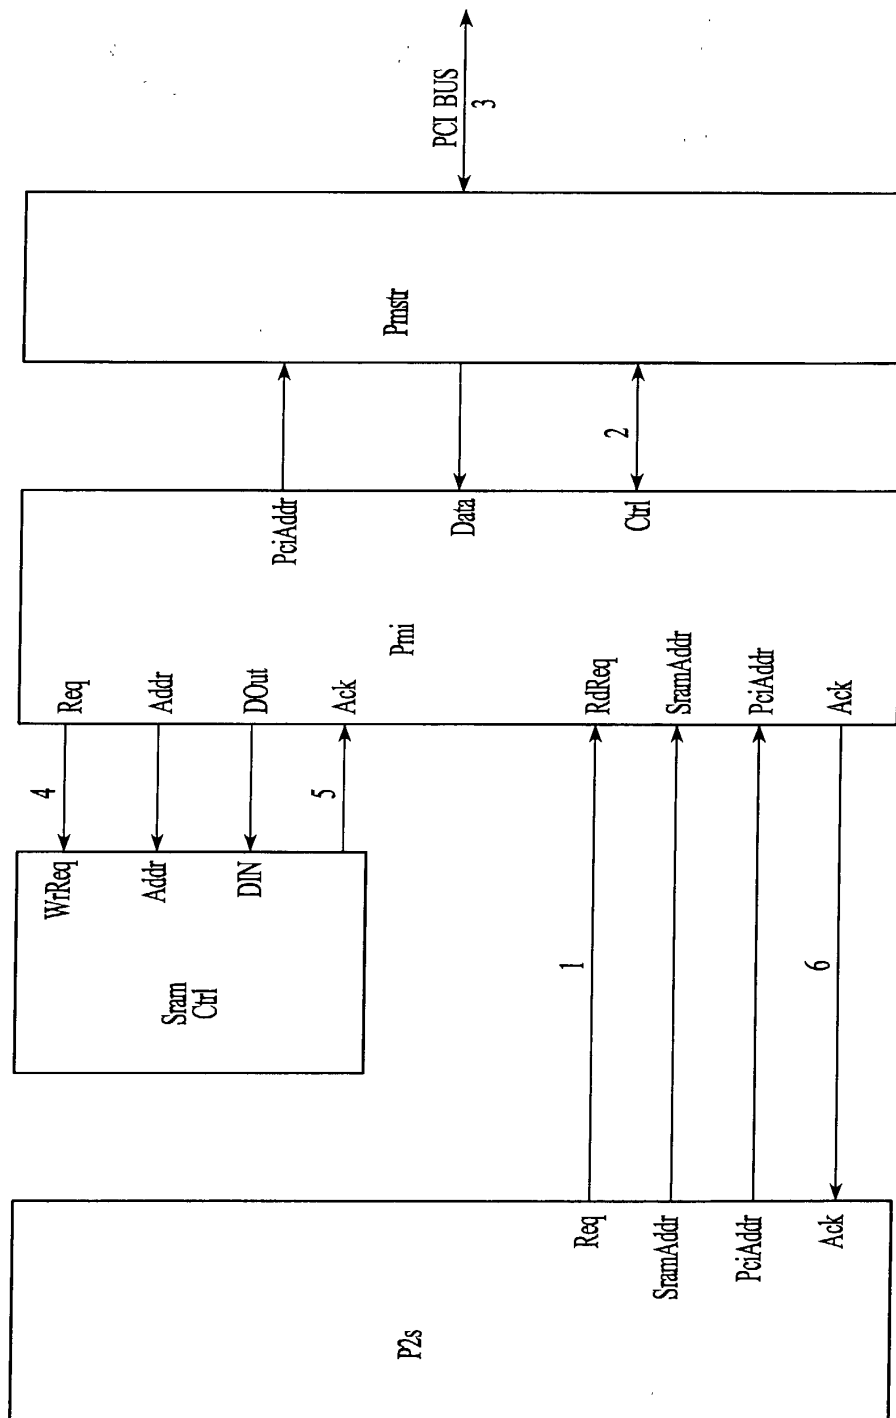 WrReq
4
Req
Addr
Addr
Sram
Ctrl
DIN
DOut
PciAddr
5
Ack
P2s
Pmi
Pmstr
PCI BUS
3
Data
Req
1
RdReq
2
Ctrl
SramAddr
SramAddr
PciAddr
PciAddr
Ack
6
Ack